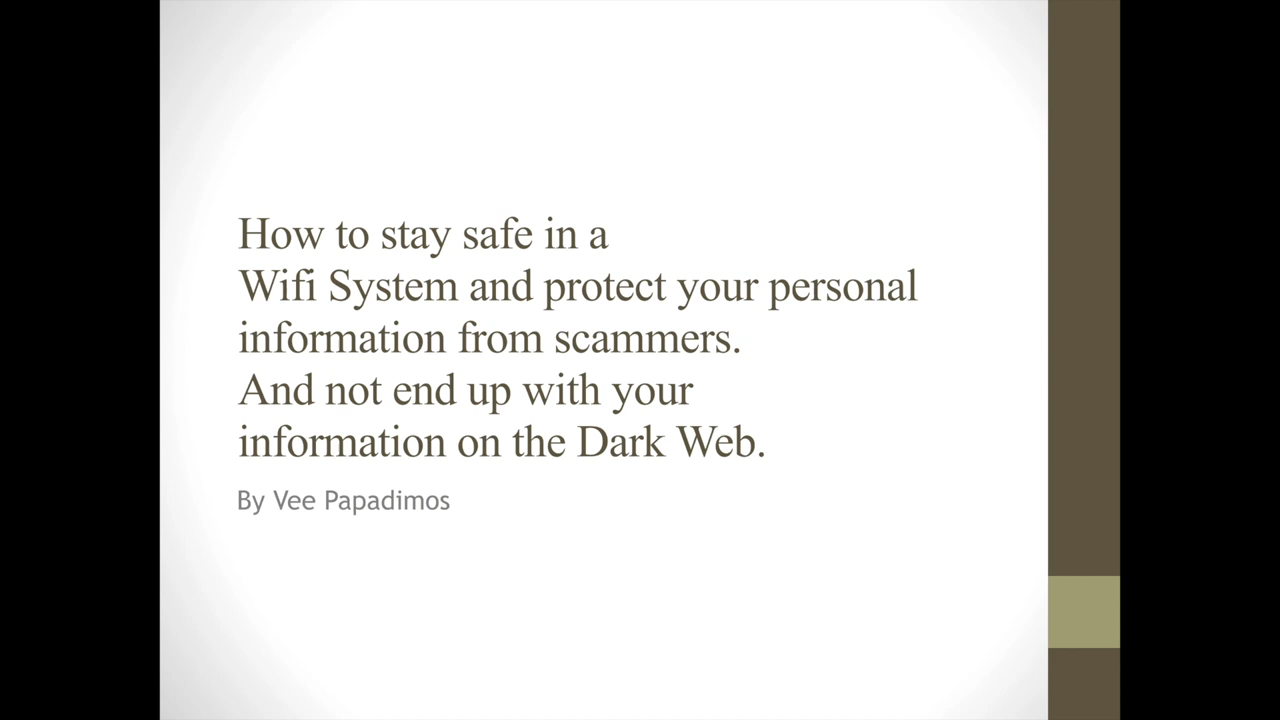 How to stay safe in a
Wifi System and protect your personal
information from scammers.
And not end up with your
information on the Dark Web.
By Vee Papadimos